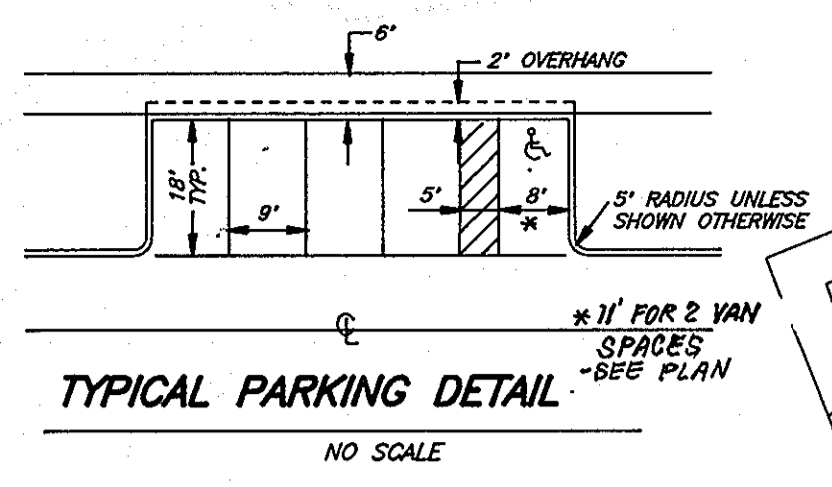 6'
2' OVERHANG
18'
TYP.
9'
5'
8'
*
5' RADIUS UNLESS
SHOWN OTHERWISE
℄
* 11' FOR 2 VAN
SPACES
-SEE PLAN
TYPICAL PARKING DETAIL
NO SCALE